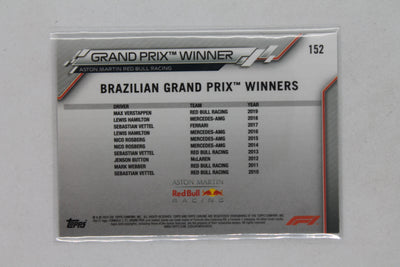 GRAND PRIX™ WINNER
ASTON MARTIN RED BULL RACING
152
BRAZILIAN GRAND PRIX™ WINNERS
DRIVER TEAM YEAR
MAX VERSTAPPEN RED BULL RACING 2019
LEWIS HAMILTON MERCEDES-AMG 2018
SEBASTIAN VETTEL FERRARI 2017
LEWIS HAMILTON MERCEDES-AMG 2016
NICO ROSBERG MERCEDES-AMG 2015
NICO ROSBERG MERCEDES-AMG 2014
SEBASTIAN VETTEL RED BULL RACING 2013
JENSON BUTTON McLAREN 2012
MARK WEBBER RED BULL RACING 2011
SEBASTIAN VETTEL RED BULL RACING 2010
ASTON MARTIN
Red Bull
RACING
TOPPS
F1